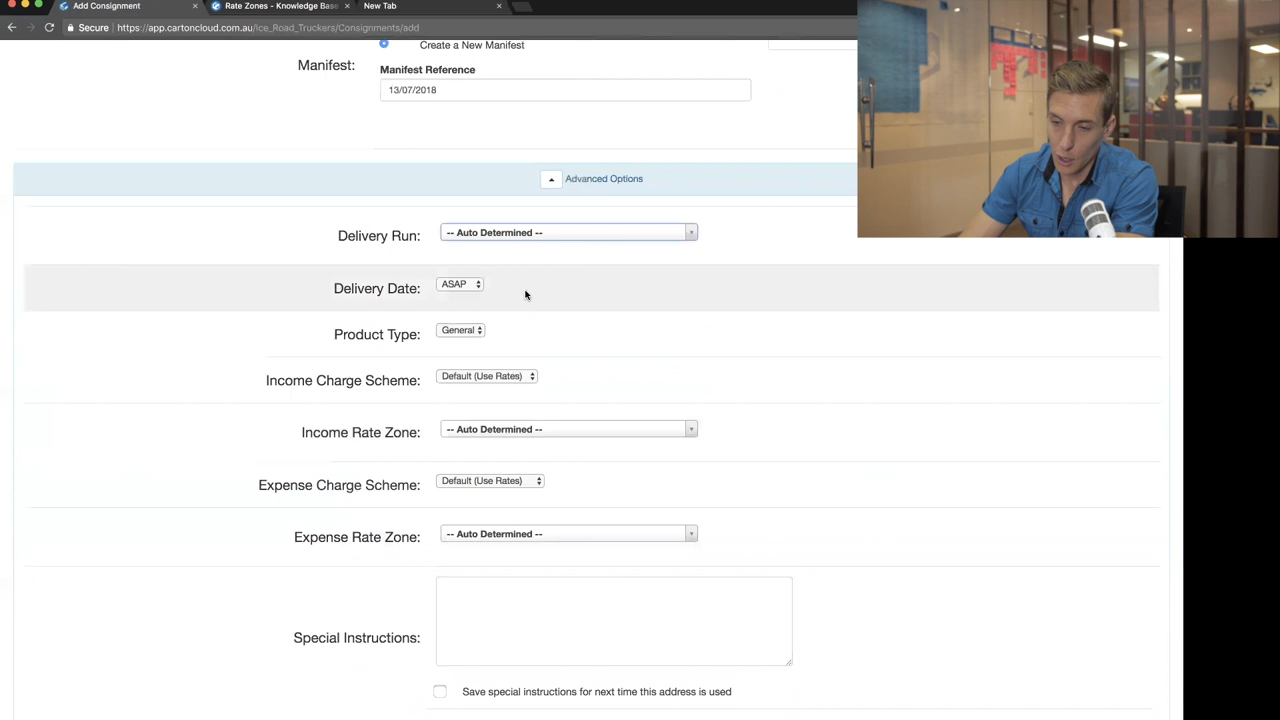 Add Consignment
Rate Zones - Knowledge Base
New Tab
Secure
https://app.cartoncloud.com.au/Ice_Road_Truckers/Consignments/add
Create a New Manifest
Manifest:
Manifest Reference
13/07/2018
Advanced Options
Delivery Run:
-- Auto Determined --
Delivery Date:
ASAP
Product Type:
General
Income Charge Scheme:
Default (Use Rates)
Income Rate Zone:
-- Auto Determined --
Expense Charge Scheme:
Default (Use Rates)
Expense Rate Zone:
-- Auto Determined --
Special Instructions:
Save special instructions for next time this address is used